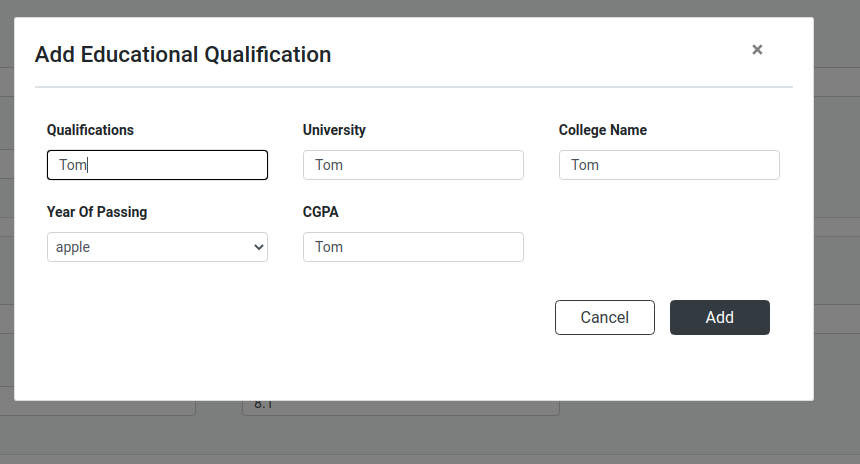 Add Educational Qualification ×
Qualifications University College Name
Tom Tom Tom
Year Of Passing CGPA
apple Tom
Cancel Add
8.1